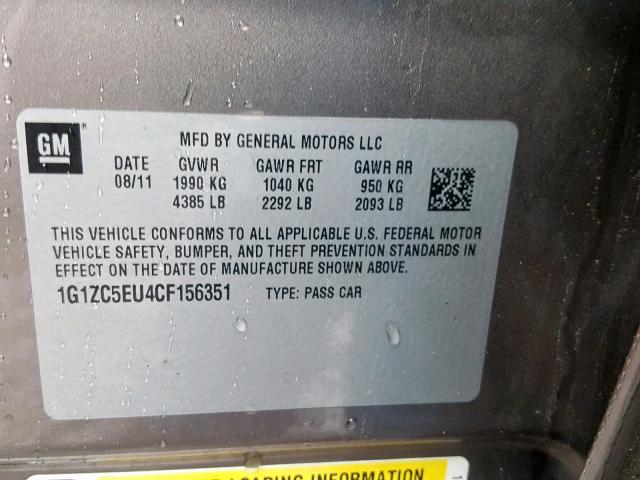 GM®
MFD BY GENERAL MOTORS LLC
DATE GVWR GAWR FRT GAWR RR
08/11 1990 KG 1040 KG 950 KG
4385 LB 2292 LB 2093 LB
THIS VEHICLE CONFORMS TO ALL APPLICABLE U.S. FEDERAL MOTOR
VEHICLE SAFETY, BUMPER, AND THEFT PREVENTION STANDARDS IN
EFFECT ON THE DATE OF MANUFACTURE SHOWN ABOVE.
1G1ZC5EU4CF156351 TYPE: PASS CAR
LOADING INFORMATION